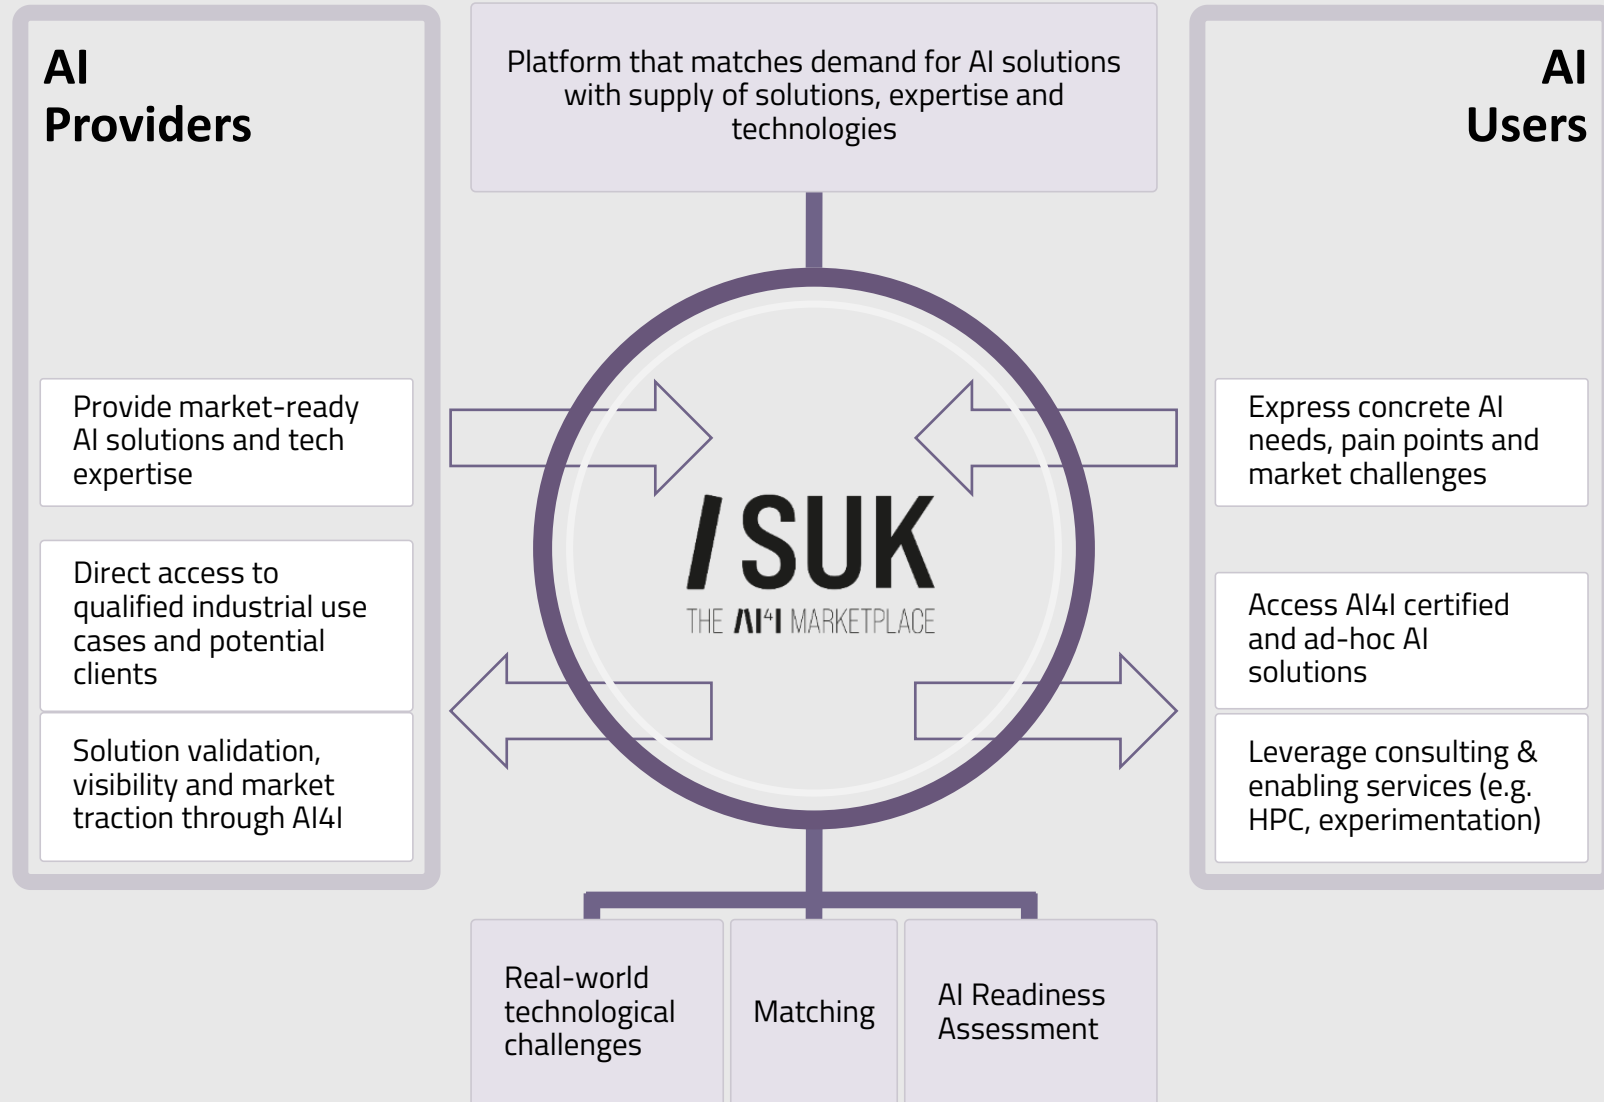 AI
Providers
Platform that matches demand for AI solutions
with supply of solutions, expertise and
technologies
AI
Users
Provide market-ready
AI solutions and tech
expertise
Direct access to
qualified industrial use
cases and potential
clients
Solution validation,
visibility and market
traction through AI4I
/ SUK
THE AI⁴I MARKETPLACE
Express concrete AI
needs, pain points and
market challenges
Access AI4I certified
and ad-hoc AI
solutions
Leverage consulting &
enabling services (e.g.
HPC, experimentation)
Real-world
technological
challenges
Matching
AI Readiness
Assessment